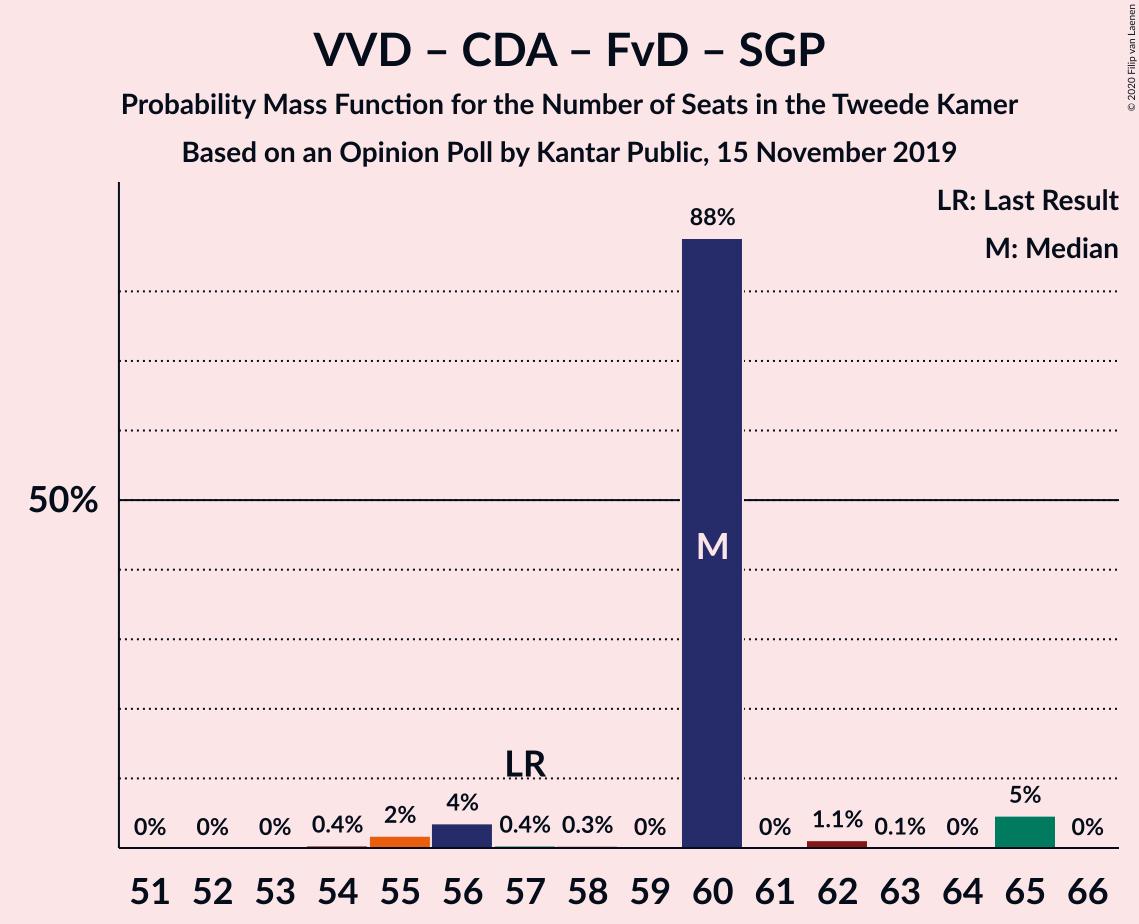 VVD – CDA – FvD – SGP
Probability Mass Function for the Number of Seats in the Tweede Kamer
Based on an Opinion Poll by Kantar Public, 15 November 2019
© 2020 Filip van Laenen
LR: Last Result
M: Median
88%
50%
M
LR
0% 0% 0% 0.4% 2% 4% 0.4% 0.3% 0% 0% 1.1% 0.1% 0% 5% 0%
51 52 53 54 55 56 57 58 59 60 61 62 63 64 65 66